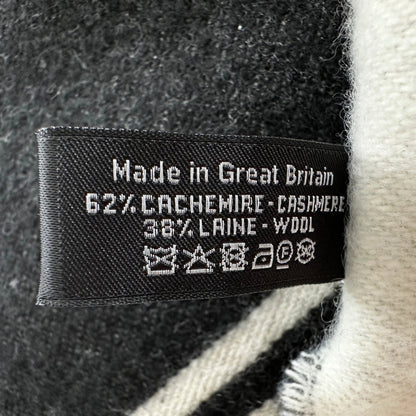 Made in Great Britain
62% CACHEMIRE - CASHMERE
38% LAINE - WOOL